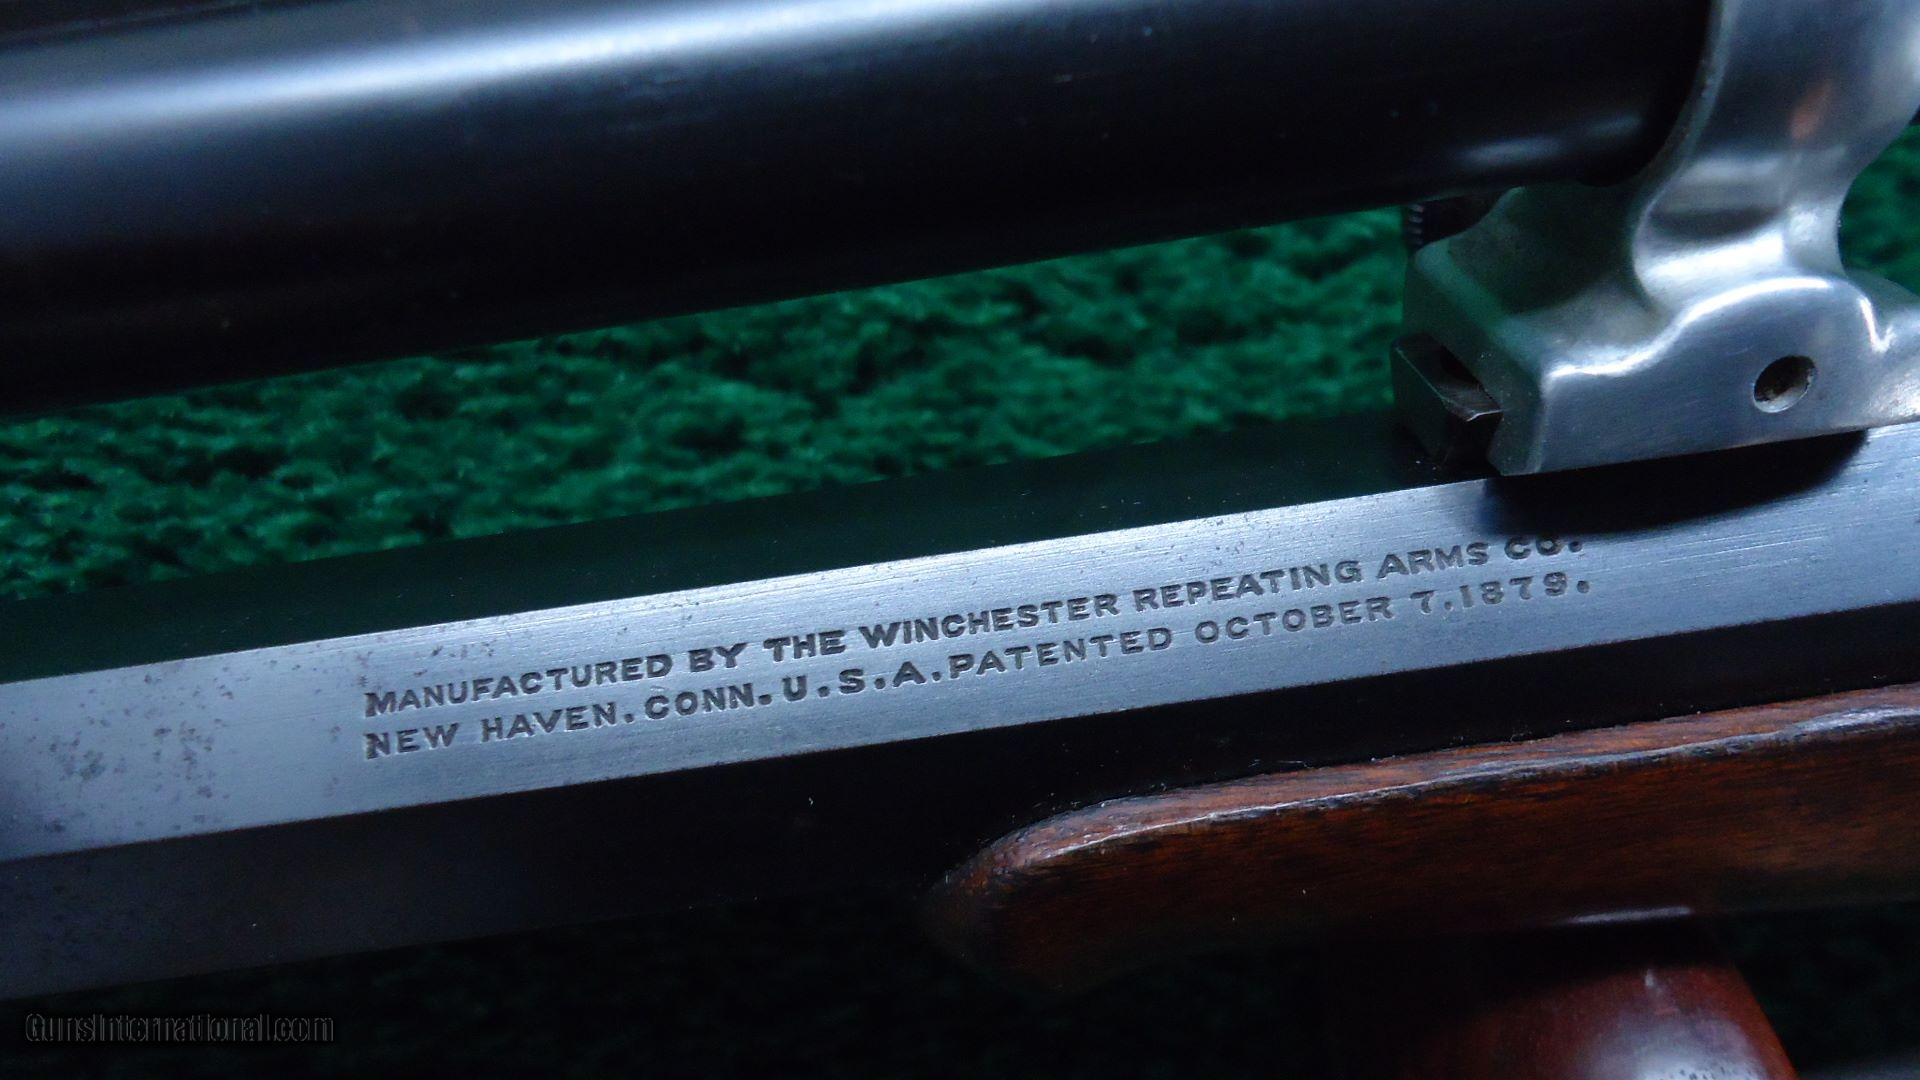 MANUFACTURED BY THE WINCHESTER REPEATING ARMS CO.
NEW HAVEN. CONN. U.S.A. PATENTED OCTOBER 7. 1879.
GunsInternational.com